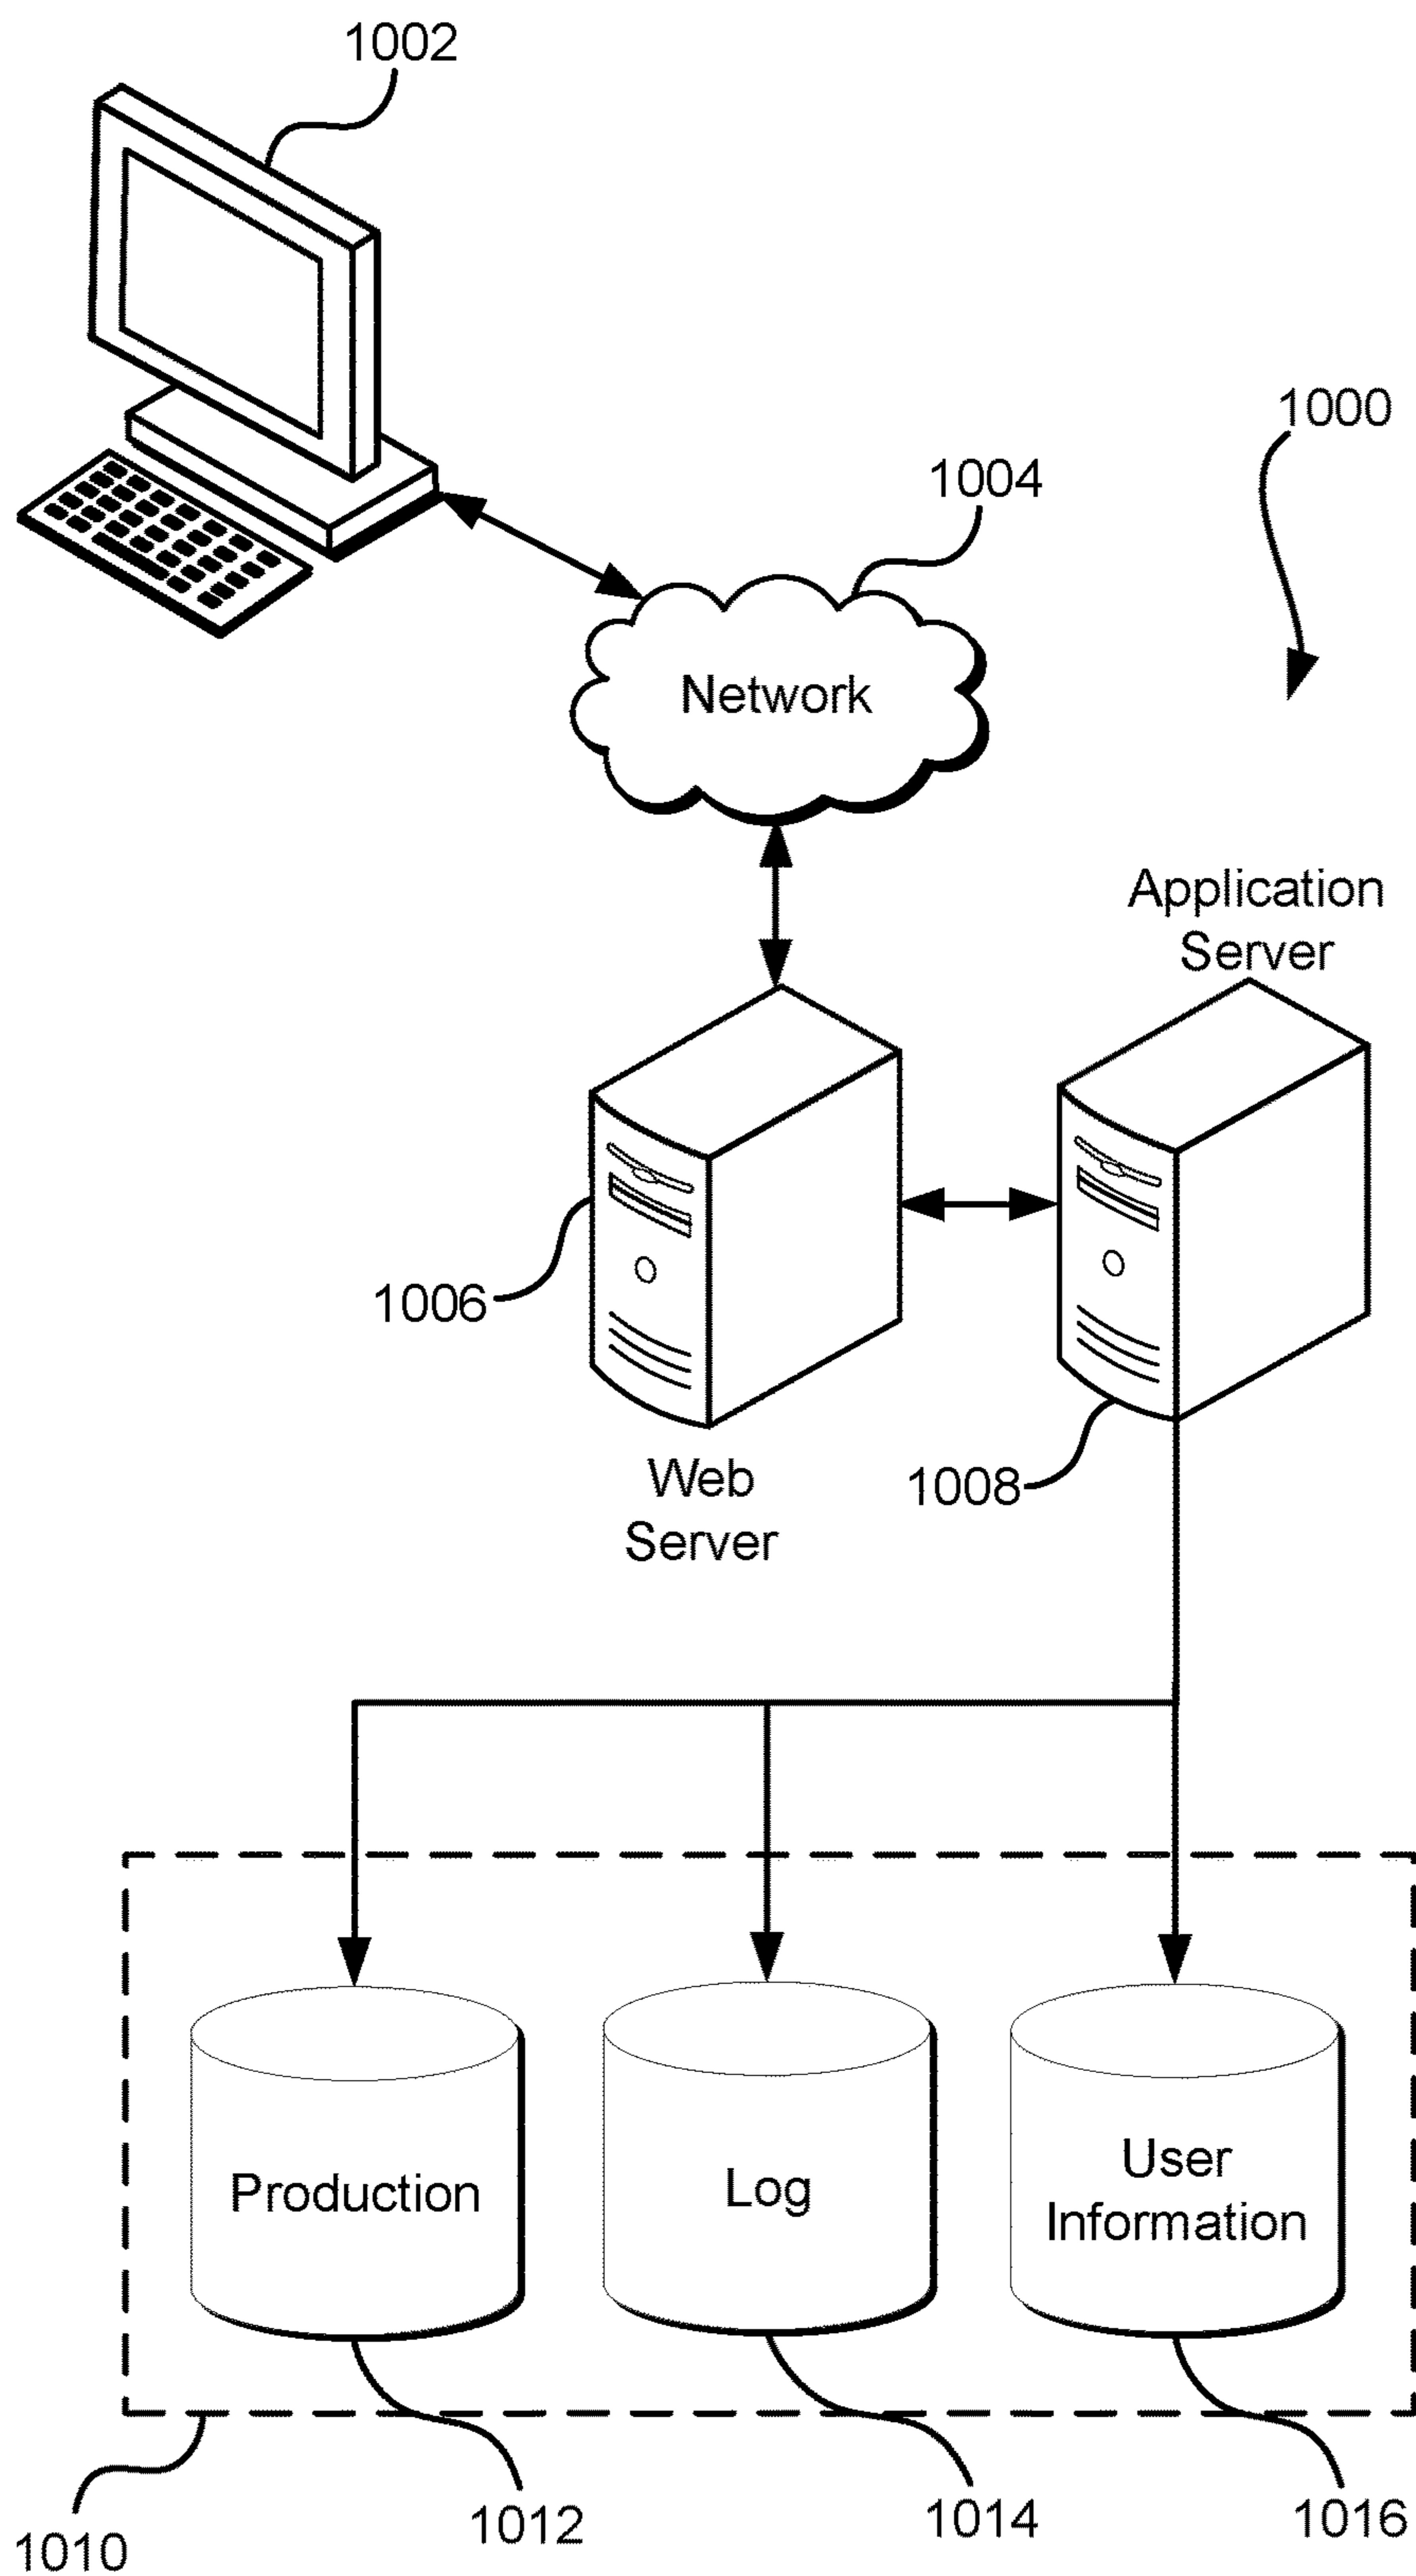 1002
1000
1004
Network
Application
Server
1006
Web
Server
1008
Production
Log
User
Information
1010
1012
1014
1016